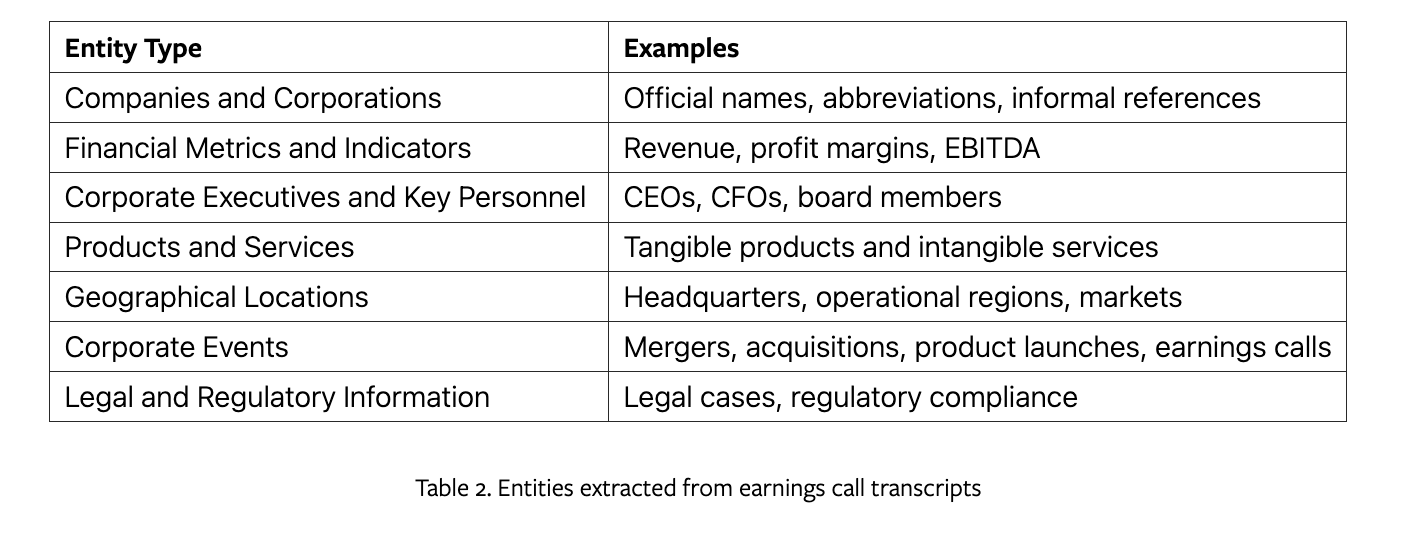 Entity Type Examples
Companies and Corporations Official names, abbreviations, informal references
Financial Metrics and Indicators Revenue, profit margins, EBITDA
Corporate Executives and Key Personnel CEOs, CFOs, board members
Products and Services Tangible products and intangible services
Geographical Locations Headquarters, operational regions, markets
Corporate Events Mergers, acquisitions, product launches, earnings calls
Legal and Regulatory Information Legal cases, regulatory compliance
Table 2. Entities extracted from earnings call transcripts